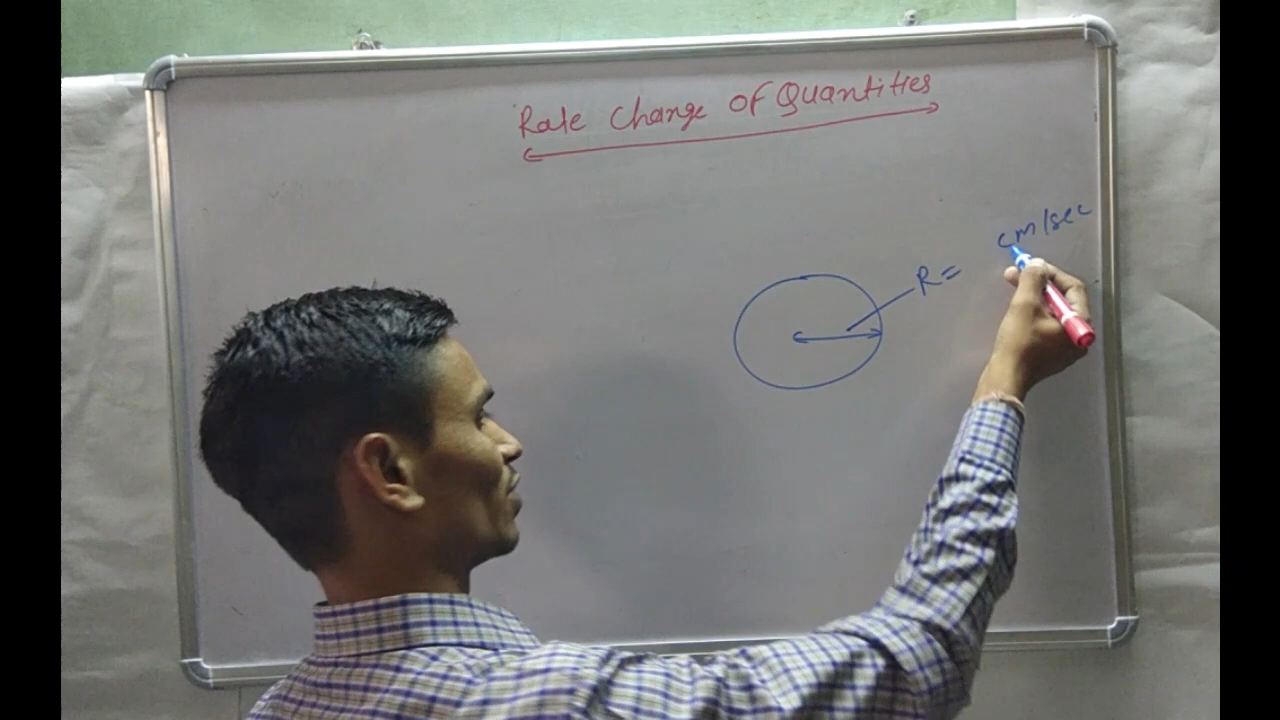 Rate Change Of Quantities
cm/sec
R=